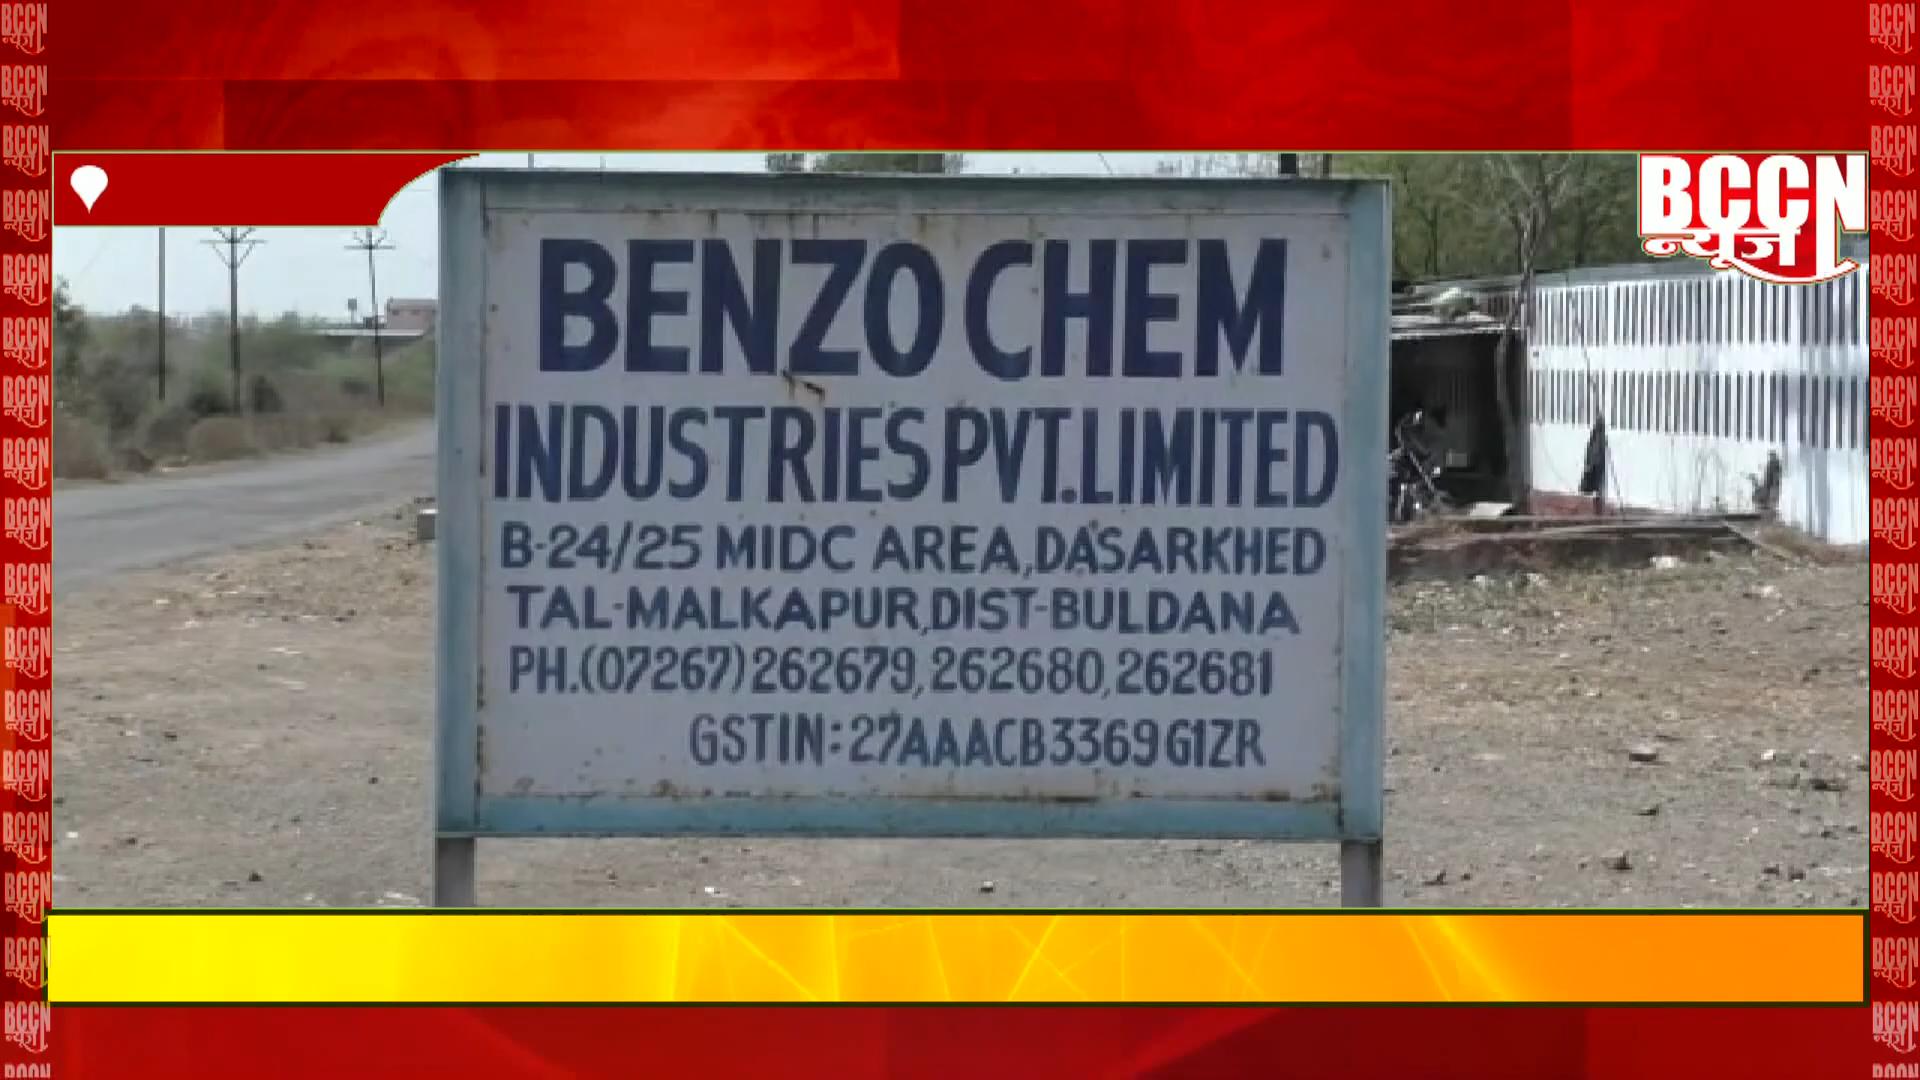 BCCN
न्यूज
BENZO CHEM
INDUSTRIES PVT.LIMITED
B-24/25 MIDC AREA,DASARKHED
TAL-MALKAPUR,DIST-BULDANA
PH.(07267)262679,262680,262681
GSTIN:27AAACB3369G1ZR